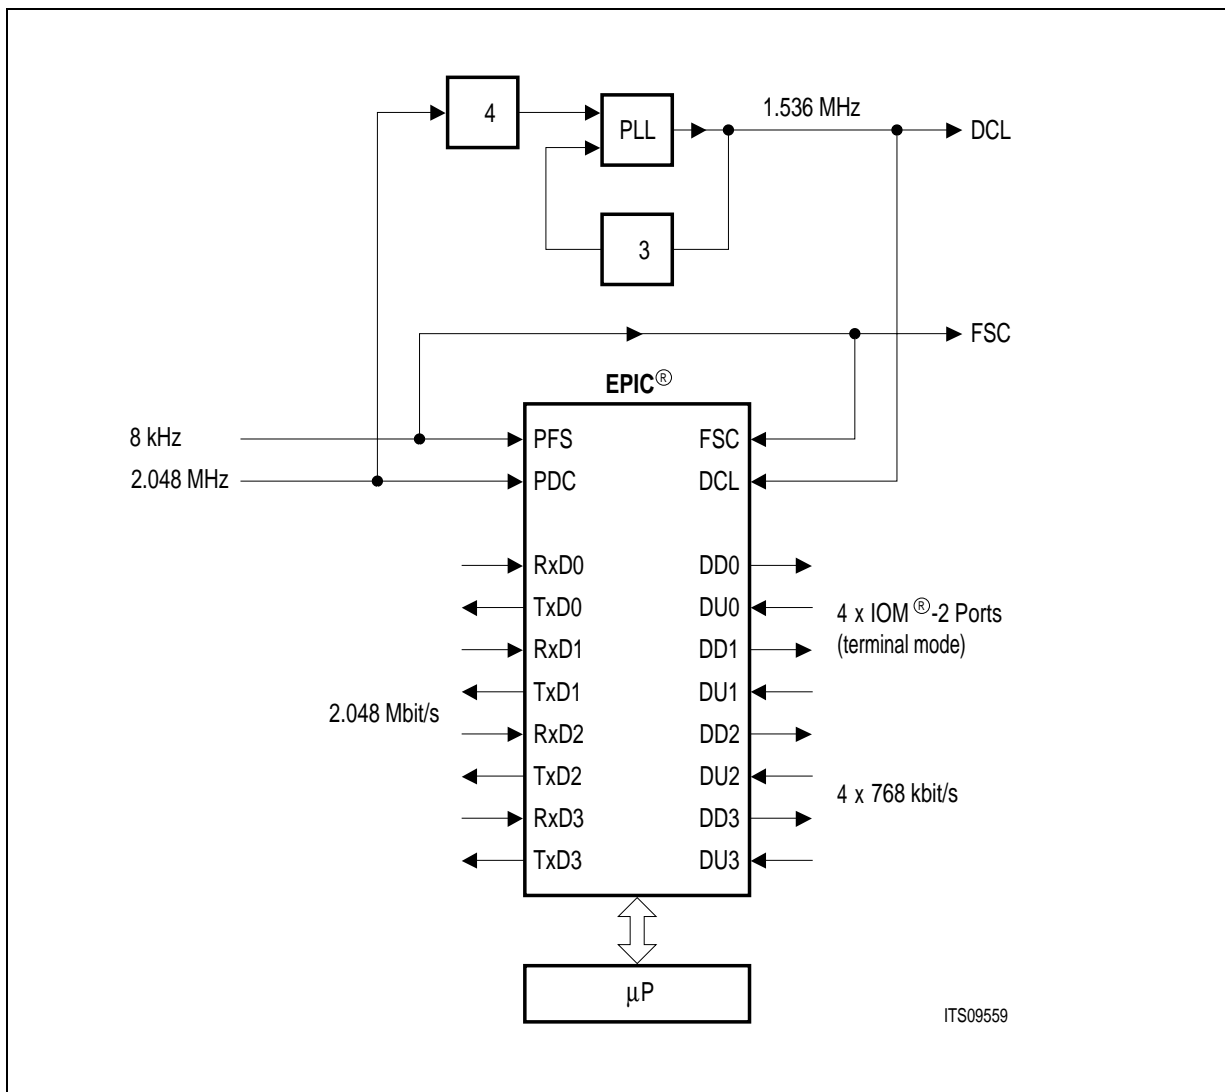 4
PLL
1.536 MHz
DCL
3
FSC
EPIC®
8 kHz
2.048 MHz
PFS
FSC
PDC
DCL
RxD0
DD0
TxD0
DU0
4 x IOM®-2 Ports
(terminal mode)
RxD1
DD1
TxD1
DU1
2.048 Mbit/s
RxD2
DD2
TxD2
DU2
4 x 768 kbit/s
RxD3
DD3
TxD3
DU3
µP
ITS09559